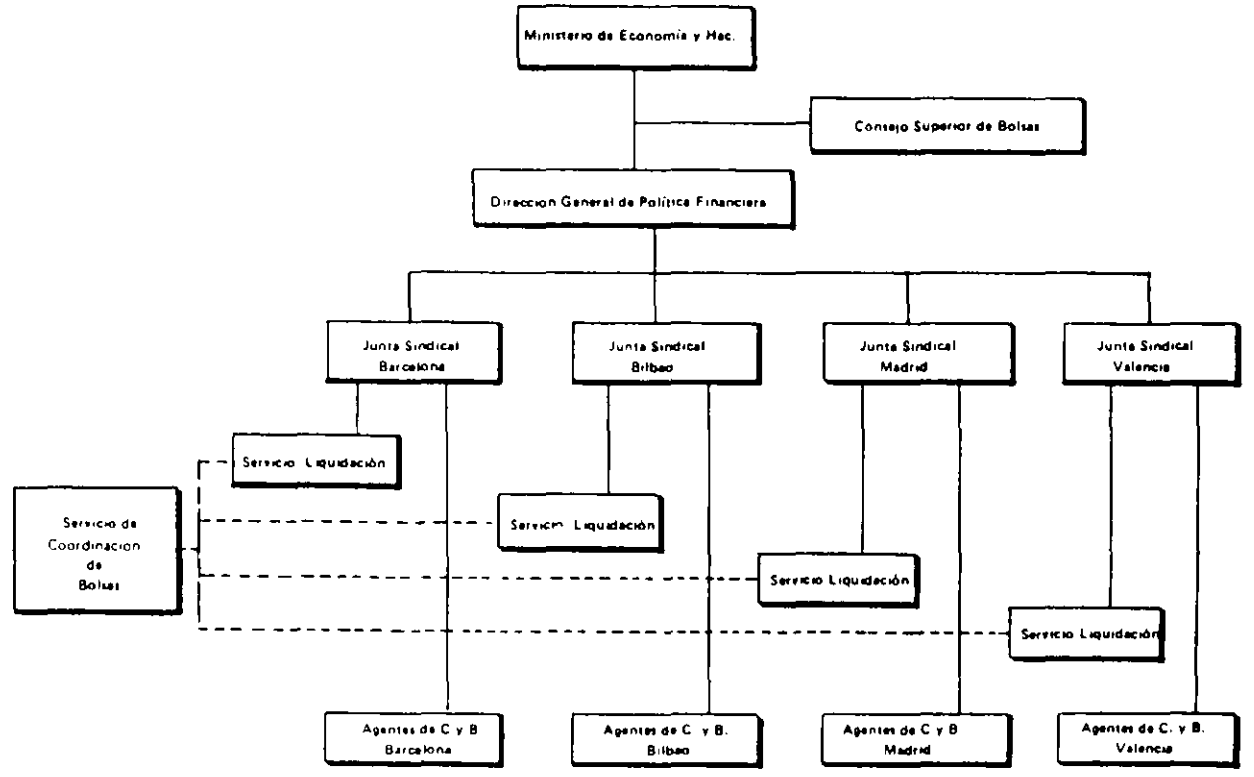 Ministerio de Economía y Hac.
Consejo Superior de Bolsas
Direccion General de Política Financiera
Junta Sindical
Barcelona
Junta Sindical
Bilbao
Junta Sindical
Madrid
Junta Sindical
Valencia
Servicio Liquidación
Servicio Liquidación
Servicio Liquidación
Servicio Liquidación
Servicio de
Coordinacion
de
Bolsas
Agentes de C y B
Barcelona
Agentes de C. y B.
Bilbao
Agentes de C y B
Madrid
Agentes de C. y B.
Valencia